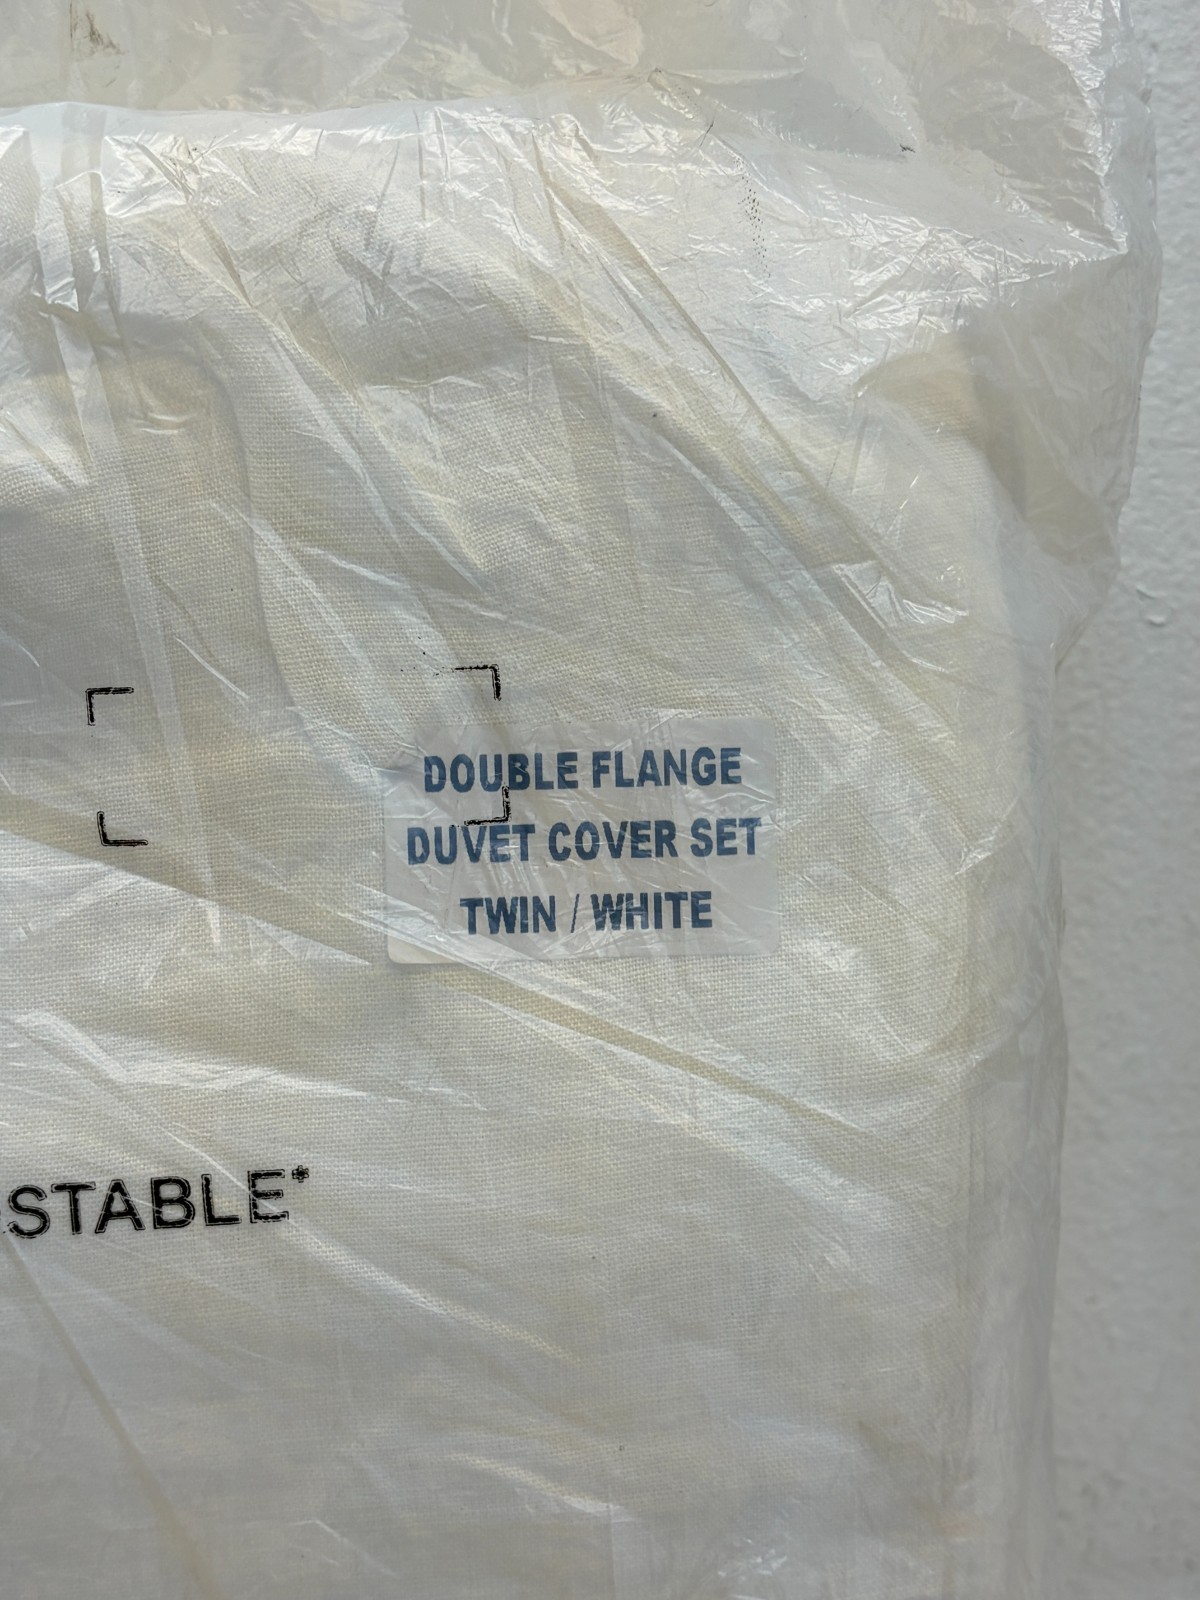 DOUBLE FLANGE
DUVET COVER SET
TWIN / WHITE
STABLE*